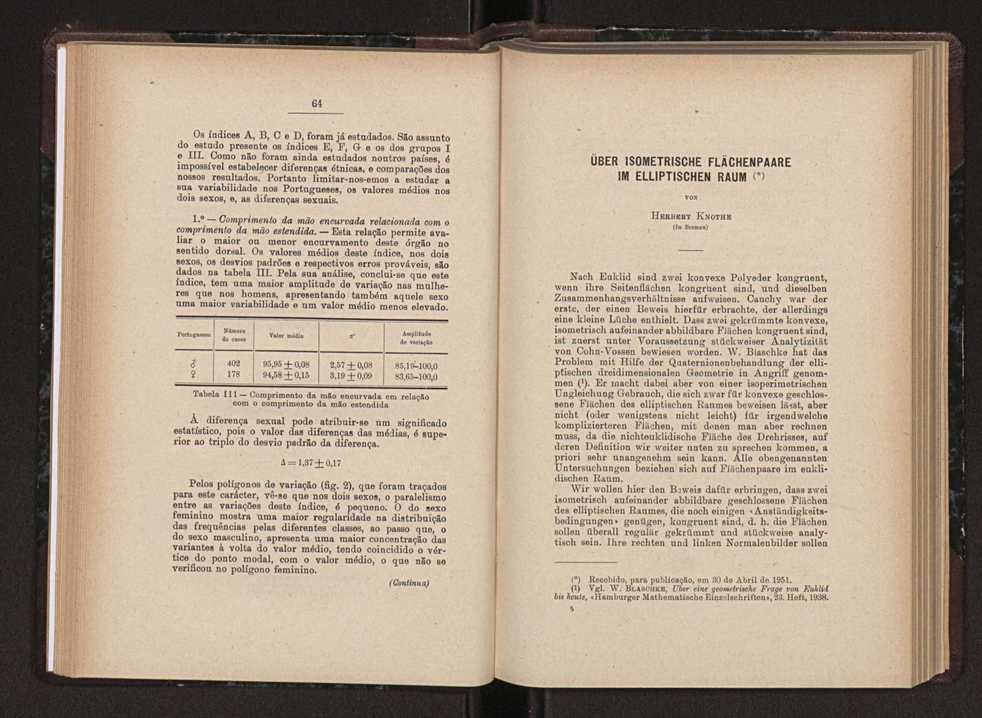 64
Os índices A, B, C e D, foram já estudados. São assunto
do estudo presente os índices E, F, G e os dos grupos I
e III. Como não foram ainda estudados noutros países, é
impossível estabelecer diferenças étnicas, e comparações dos
nossos resultados. Portanto limitar-nos-emos a estudar a
sua variabilidade nos Portugueses, os valores médios nos
dois sexos, e, as diferenças sexuais.
1.º — Comprimento da mão encurvada relacionada com o
comprimento da mão estendida. — Esta relação permite ava-
liar o maior ou menor encurvamento deste órgão no
sentido dorsal. Os valores médios deste índice, nos dois
sexos, os desvios padrões e respectivos erros prováveis, são
dados na tabela III. Pela sua análise, conclui-se que este
índice, tem uma maior amplitude de variação nas mulhe-
res que nos homens, apresentando também aquele sexo
uma maior variabilidade e um valor médio menos elevado.
Portugueses Número de casos Valor médio σ Amplitude de variação
♂ 402 95,95 ± 0,08 2,57 ± 0,08 85,19-100,0
♀ 178 94,58 ± 0,15 3,19 ± 0,09 83,65-100,0
Tabela III — Comprimento da mão encurvada em relação
com o comprimento da mão estendida
À diferença sexual pode atribuir-se um significado
estatístico, pois o valor das diferenças das médias, é supe-
rior ao triplo do desvio padrão da diferença.
Δ = 1,37 ± 0,17
Pelos polígonos de variação (fig. 2), que foram traçados
para este carácter, vê-se que nos dois sexos, o paralelismo
entre as variações deste índice, é pequeno. O do sexo
feminino mostra uma maior regularidade na distribuição
das frequências pelas diferentes classes, ao passo que, o
do sexo masculino, apresenta uma maior concentração das
variantes à volta do valor médio, tendo coincidido o vér-
tice do ponto modal, com o valor médio, o que não se
verificou no polígono feminino.
(Continua)
ÜBER ISOMETRISCHE FLÄCHENPAARE
IM ELLIPTISCHEN RAUM (*)
VON
HERBERT KNOTHE
(In Bremen)
Nach Euklid sind zwei konvexe Polyeder kongruent,
wenn ihre Seitenflächen kongruent sind, und dieselben
Zusammenhangsverhältnisse aufweisen. Cauchy war der
erste, der einen Beweis hierfür erbrachte, der allerdings
eine kleine Lüche enthielt. Dass zwei gekrümmte konvexe,
isometrisch aufeinander abbildbare Flächen kongruent sind,
ist zuerst unter Voraussetzung stückweiser Analytizität
von Cohn-Vossen bewiesen worden. W. Blaschke hat das
Problem mit Hilfe der Quaternionenbehandlung der elli-
ptischen dreidimensionalen Geometrie in Angriff genom-
men (¹). Er macht dabei aber von einer isoperimetrischen
Ungleichung Gebrauch, die sich zwar für konvexe geschlos-
sene Flächen des elliptischen Raumes beweisen lässt, aber
nicht (oder wenigstens nicht leicht) für irgendwelche
komplizierteren Flächen, mit denen man aber rechnen
muss, da die nichteuklidische Fläche des Drehrisses, auf
deren Definition wir weiter unten zu sprechen kommen, a
priori sehr unangenehm sein kann. Alle obengenannten
Untersuchungen beziehen sich auf Flächenpaare im eukli-
dischen Raum.
Wir wollen hier den Beweis dafür erbringen, dass zwei
isometrisch aufeinander abbildbare geschlossene Flächen
des elliptischen Raumes, die noch einigen «Anständigkeits-
bedingungen» genügen, kongruent sind, d. h. die Flächen
sollen überall regulär gekrümmt und stückweise analy-
tisch sein. Ihre rechten und linken Normalenbilder sollen
(*) Recebido, para publicação, em 30 de Abril de 1951.
(1) Vgl. W. BLASCHKE, Uber eine geometrische Frage von Euklid
bis heute, «Hamburger Mathematische Einzelschriften», 23. Heft, 1938.
5